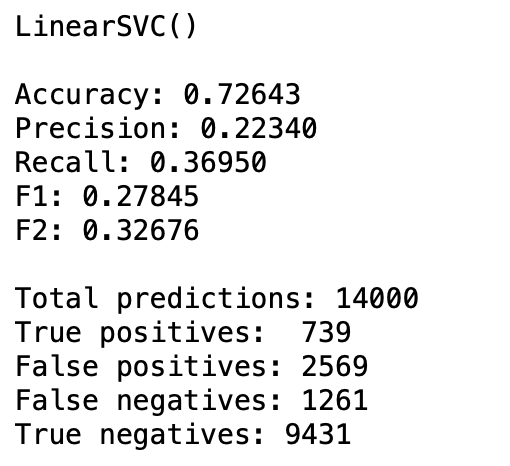 LinearSVC()
Accuracy: 0.72643
Precision: 0.22340
Recall: 0.36950
F1: 0.27845
F2: 0.32676
Total predictions: 14000
True positives:  739
False positives: 2569
False negatives: 1261
True negatives: 9431